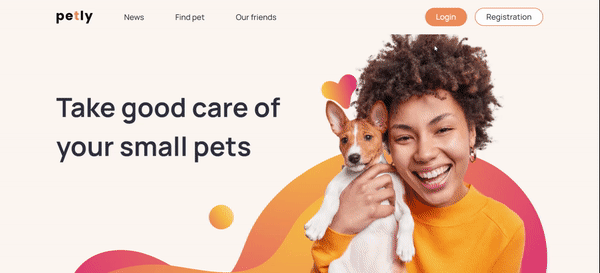 petly News Find pet Our friends Login Registration
Take good care of
your small pets